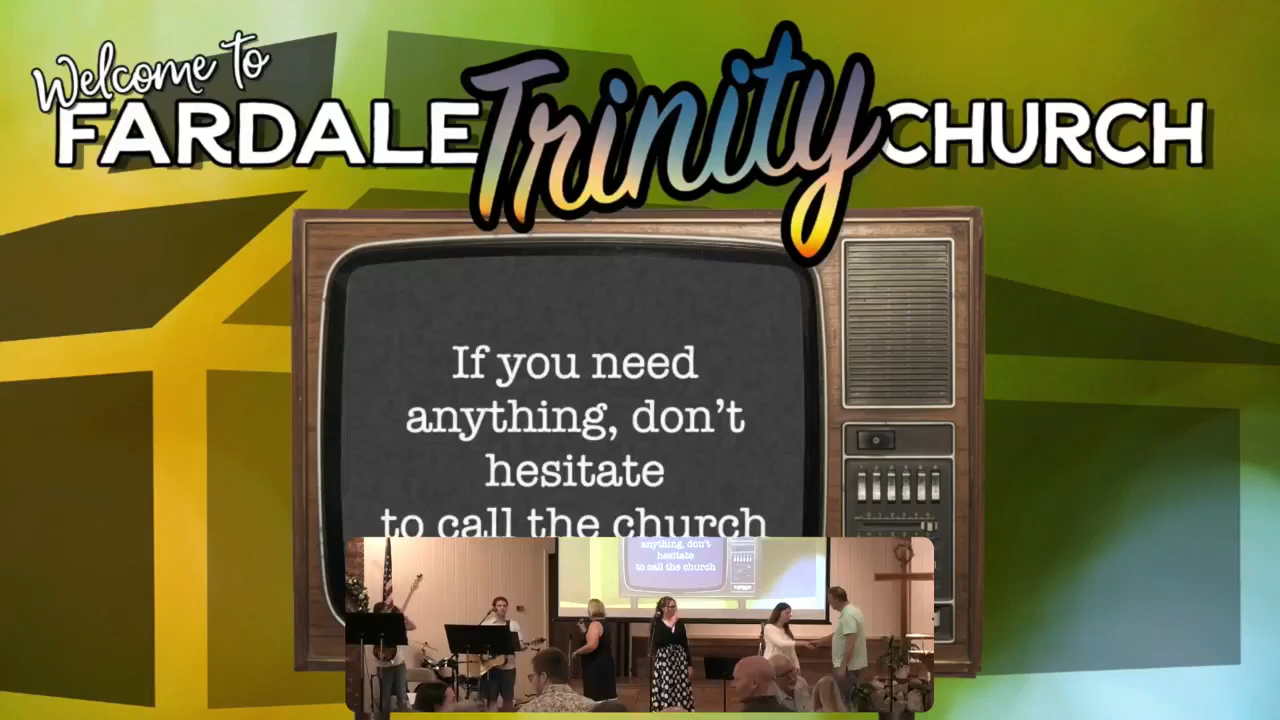 Welcome to
FARDALE Trinity CHURCH
If you need
anything, don't
hesitate
to call the church
anything, don't
hesitate
to call the church